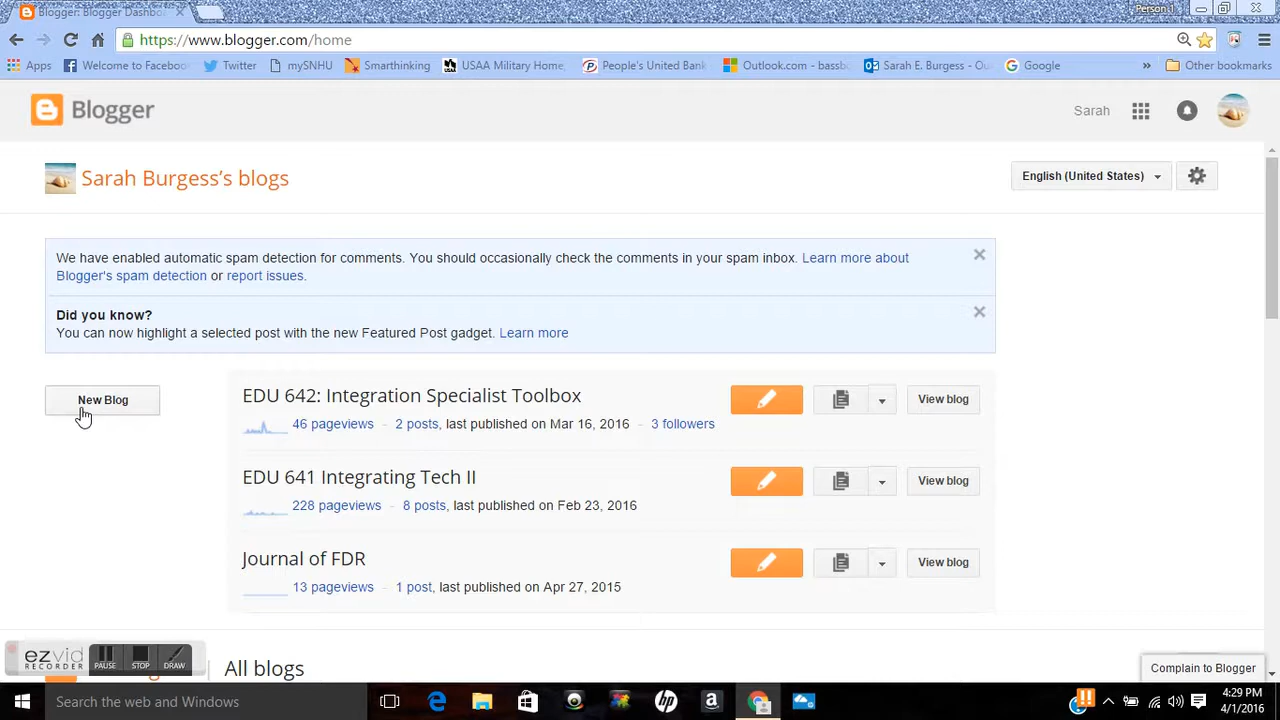 Blogger: Blogger Dashbo
Person 1
https://www.blogger.com/home
Apps Welcome to Facebo Twitter mySNHU Smarthinking USAA Military Home, People's United Bank Outlook.com - bassb Sarah E. Burgess - Ou Google » Other bookmarks
Blogger
Sarah
Sarah Burgess's blogs
English (United States)
We have enabled automatic spam detection for comments. You should occasionally check the comments in your spam inbox. Learn more about
Blogger's spam detection or report issues.
Did you know?
You can now highlight a selected post with the new Featured Post gadget. Learn more
New Blog
EDU 642: Integration Specialist Toolbox
View blog
46 pageviews - 2 posts, last published on Mar 16, 2016 - 3 followers
EDU 641 Integrating Tech II
View blog
228 pageviews - 8 posts, last published on Feb 23, 2016
Journal of FDR
View blog
13 pageviews - 1 post, last published on Apr 27, 2015
ezvid
RECORDER
PAUSE STOP DRAW
All blogs
Complain to Blogger
Search the web and Windows
4:29 PM
4/1/2016